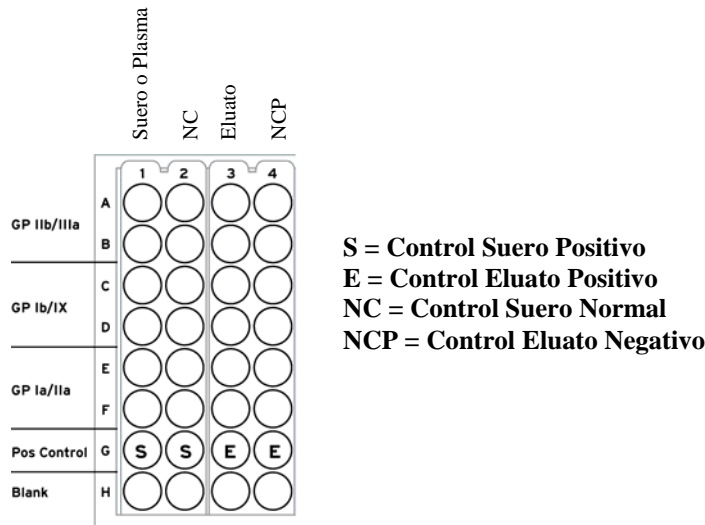 Suero o Plasma
NC
Eluato
NCP
1 2 3 4
A
GP IIb/IIIa
B
C
GP Ib/IX
D
E
GP Ia/IIa
F
Pos Control G S S E E
Blank H
S = Control Suero Positivo
E = Control Eluato Positivo
NC = Control Suero Normal
NCP = Control Eluato Negativo